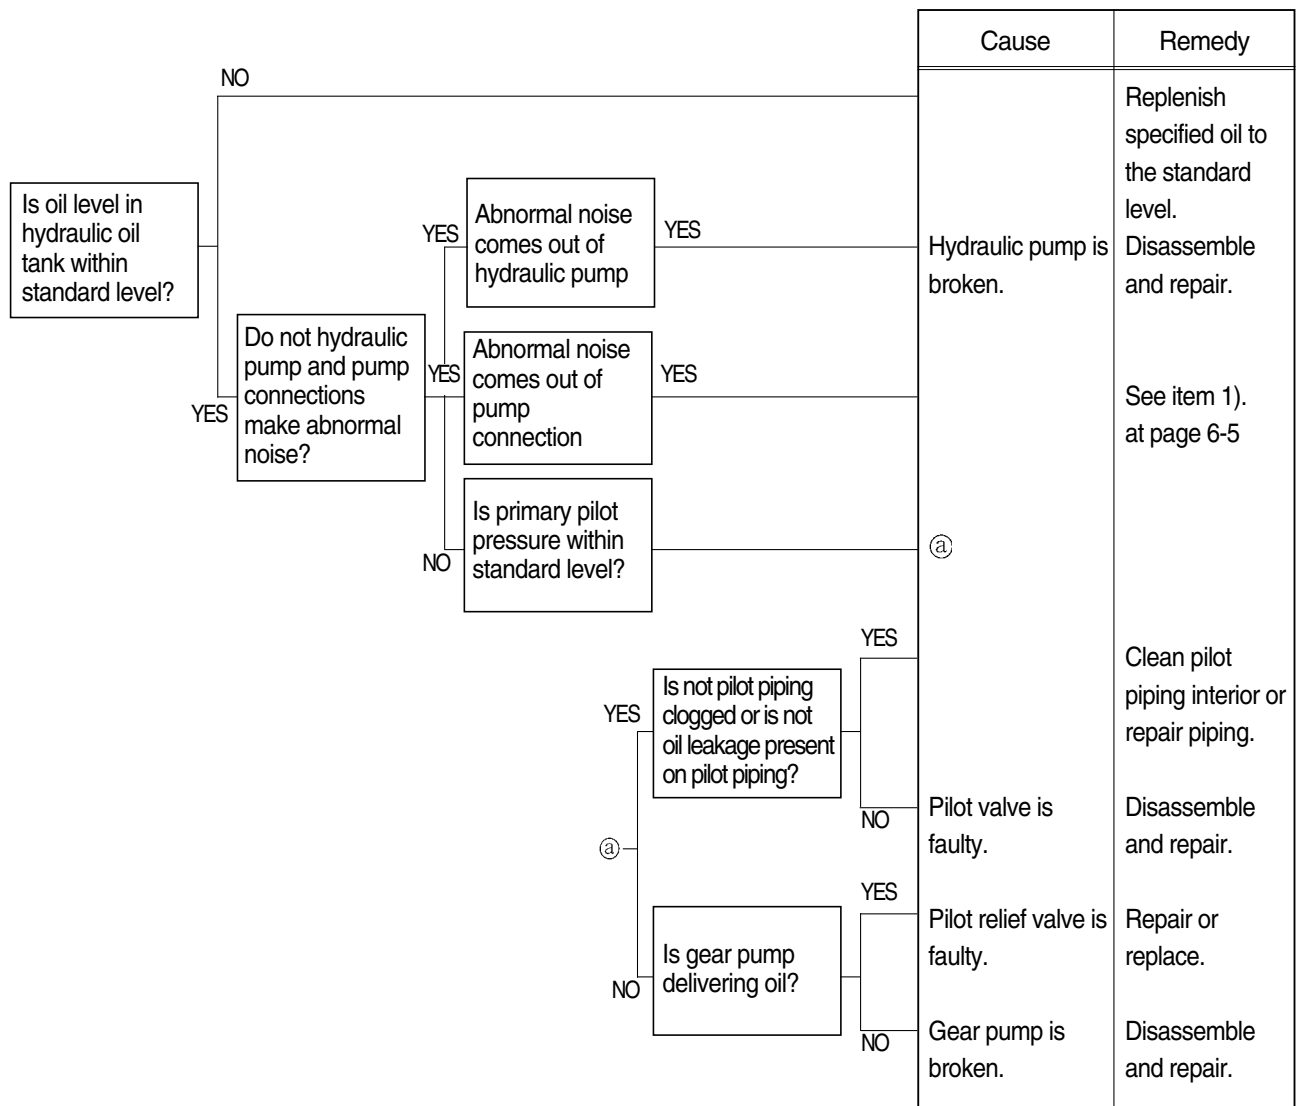 Cause
Remedy
NO
Replenish
specified oil to
the standard
level.
Is oil level in
hydraulic oil
tank within
standard level?
YES
Abnormal noise
comes out of
hydraulic pump
YES
Hydraulic pump is
broken.
Disassemble
and repair.
YES
Do not hydraulic
pump and pump
connections
make abnormal
noise?
YES
Abnormal noise
comes out of
pump
connection
YES
See item 1).
at page 6-5
NO
Is primary pilot
pressure within
standard level?
ⓐ
ⓐ
YES
Is not pilot piping
clogged or is not
oil leakage present
on pilot piping?
YES
Clean pilot
piping interior or
repair piping.
NO
Pilot valve is
faulty.
Disassemble
and repair.
NO
Is gear pump
delivering oil?
YES
Pilot relief valve is
faulty.
Repair or
replace.
NO
Gear pump is
broken.
Disassemble
and repair.